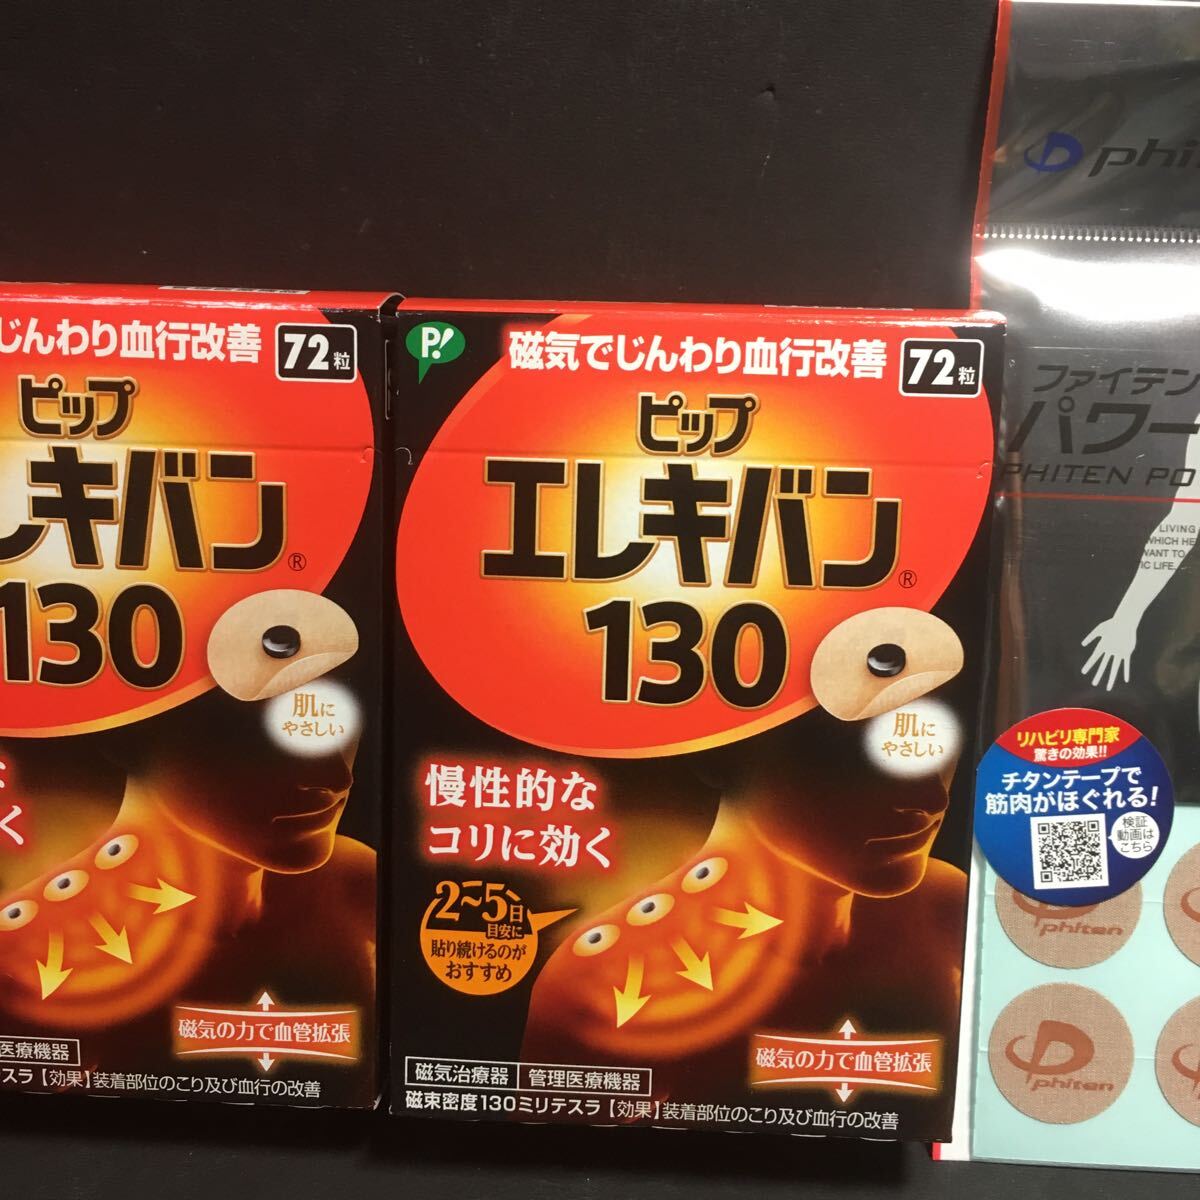 じんわり血行改善
72粒
ピップ
レキバン®
130
肌に
やさしい
な
く
磁気の力で血管拡張
医療機器
テスラ【効果】装着部位のこり及び血行の改善
P!
磁気でじんわり血行改善
72粒
ピップ
エレキバン®
130
肌に
やさしい
慢性的な
コリに効く
2～5日
目安に
貼り続けるのが
おすすめ
磁気の力で血管拡張
磁気治療器 管理医療機器
磁束密度130ミリテスラ【効果】装着部位のこり及び血行の改善
phi
ファイテン
パワー
PHITEN PO
LIVING
WHICH HE
WANT TO
IC LIFE.
リハビリ専門家
驚きの効果!!
チタンテープで
筋肉がほぐれる!
検証
動画は
こちら
phiten
phiten